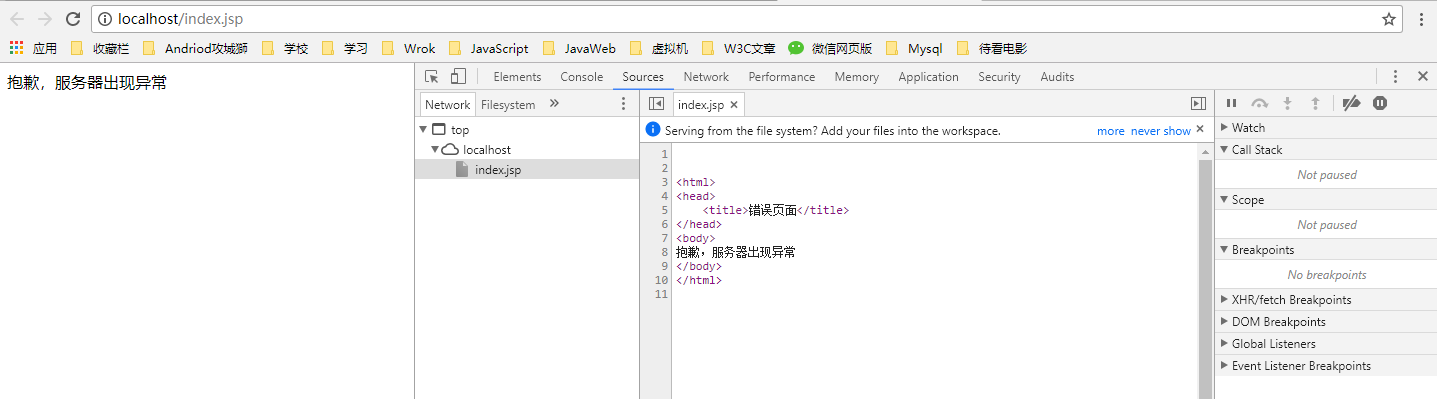 localhost/index.jsp
应用 收藏栏 Andriod攻城狮 学校 学习 Wrok JavaScript JavaWeb 虚拟机 W3C文章 微信网页版 Mysql 待看电影
抱歉，服务器出现异常
Elements Console Sources Network Performance Memory Application Security Audits
Network Filesystem »
top
localhost
index.jsp
index.jsp ×
Serving from the file system? Add your files into the workspace. more never show ×
1
2
3 <html>
4 <head>
5 <title>错误页面</title>
6 </head>
7 <body>
8 抱歉，服务器出现异常
9 </body>
10 </html>
11
Watch
Call Stack
Not paused
Scope
Not paused
Breakpoints
No breakpoints
XHR/fetch Breakpoints
DOM Breakpoints
Global Listeners
Event Listener Breakpoints